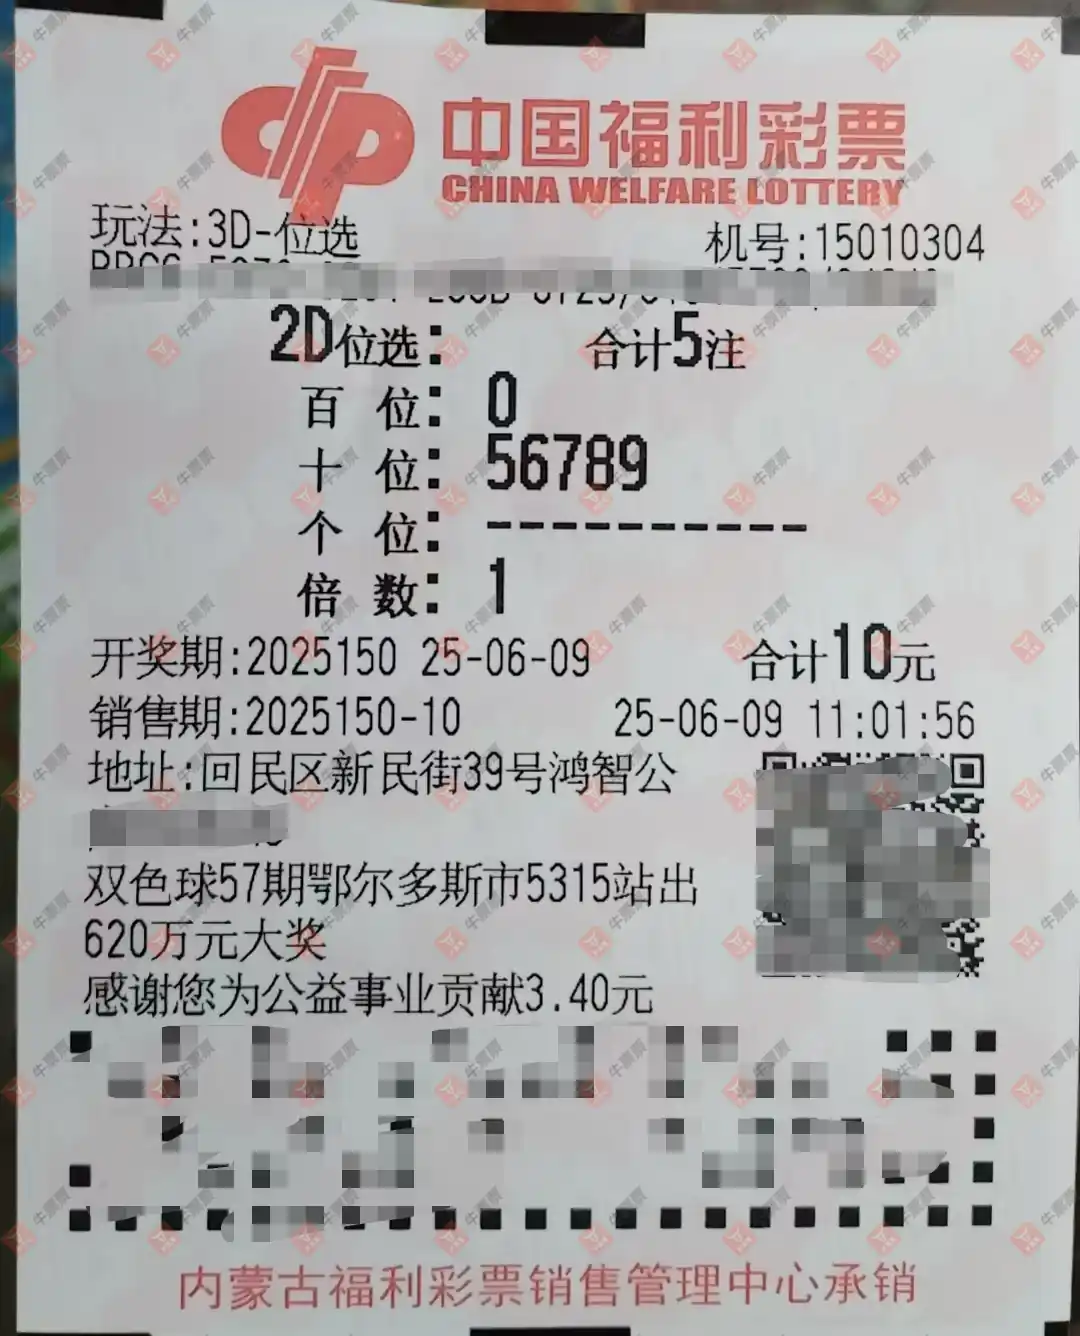 中国福利彩票
CHINA WELFARE LOTTERY
玩法:3D-位选 机号:15010304
2D位选: 合计5注
百 位: 0
十 位: 56789
个 位: ----------
倍 数: 1
开奖期:2025150 25-06-09 合计10元
销售期:2025150-10 25-06-09 11:01:56
地址:回民区新民街39号鸿智公
双色球57期鄂尔多斯市5315站出
620万元大奖
感谢您为公益事业贡献3.40元
内蒙古福利彩票销售管理中心承销
牛票票